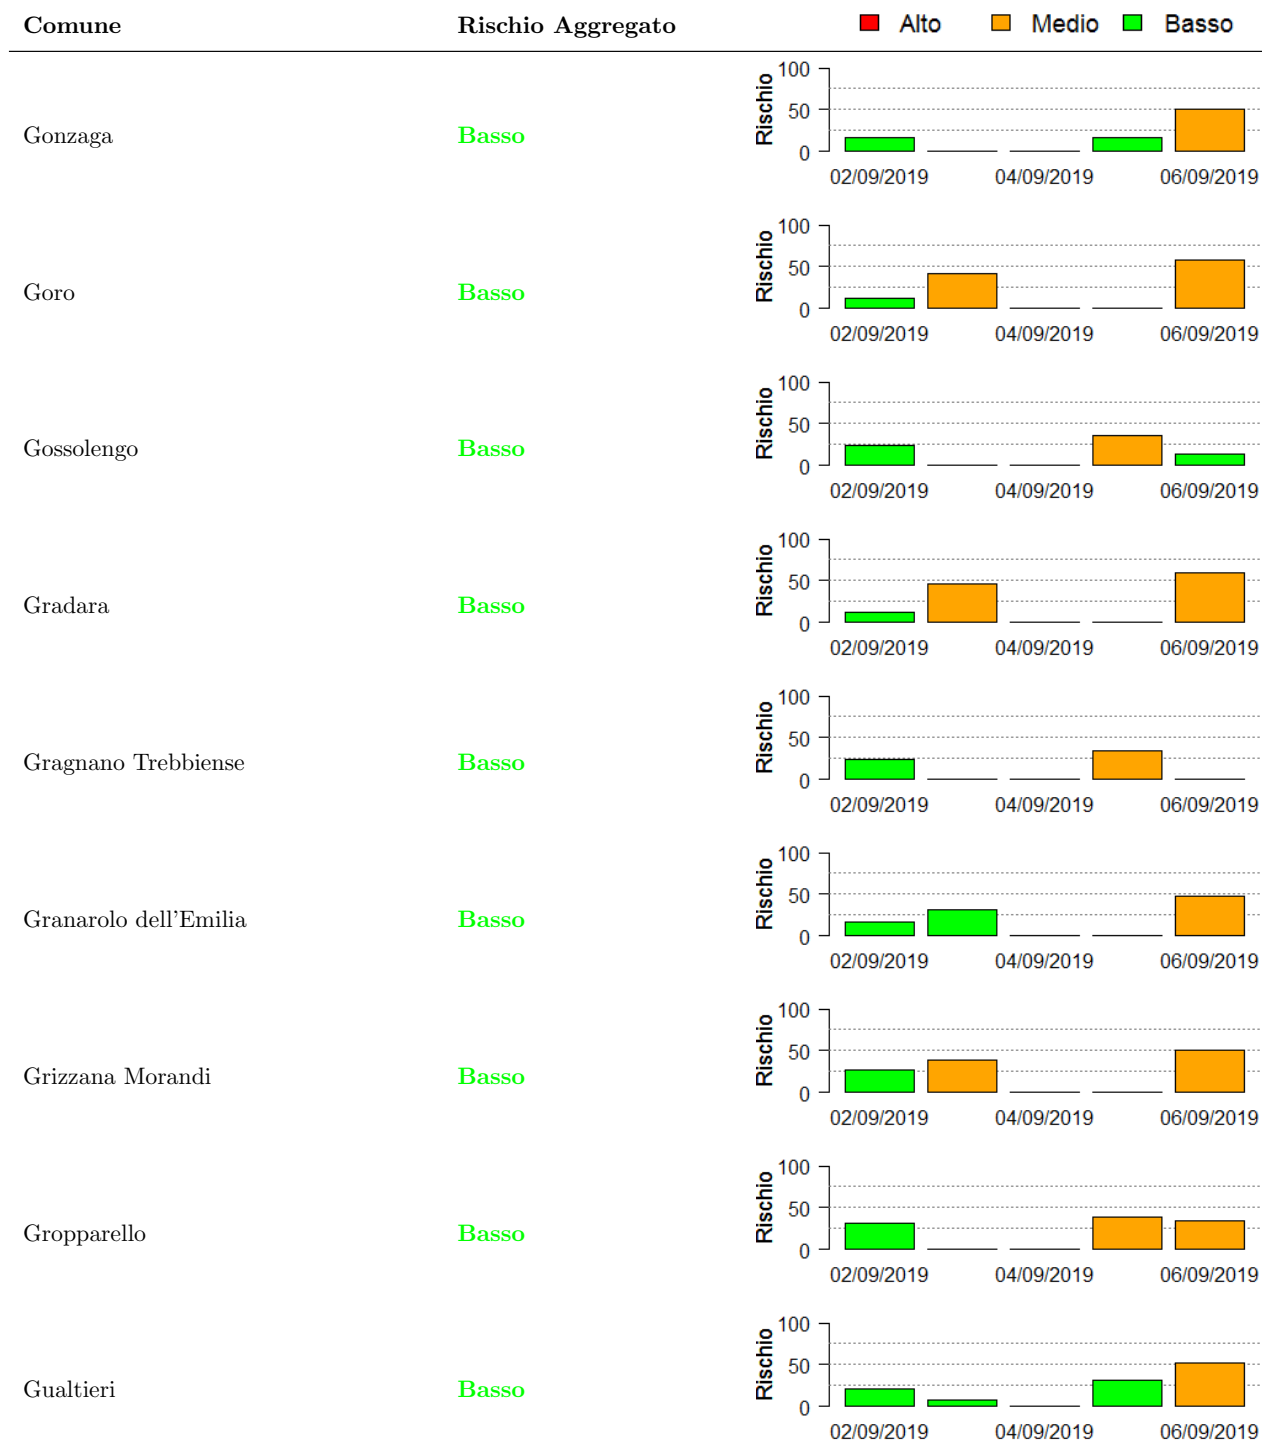 Comune Rischio Aggregato Alto Medio Basso
Gonzaga Basso
Rischio
100
50
0
02/09/2019 04/09/2019 06/09/2019
Goro Basso
Rischio
100
50
0
02/09/2019 04/09/2019 06/09/2019
Gossolengo Basso
Rischio
100
50
0
02/09/2019 04/09/2019 06/09/2019
Gradara Basso
Rischio
100
50
0
02/09/2019 04/09/2019 06/09/2019
Gragnano Trebbiense Basso
Rischio
100
50
0
02/09/2019 04/09/2019 06/09/2019
Granarolo dell'Emilia Basso
Rischio
100
50
0
02/09/2019 04/09/2019 06/09/2019
Grizzana Morandi Basso
Rischio
100
50
0
02/09/2019 04/09/2019 06/09/2019
Gropparello Basso
Rischio
100
50
0
02/09/2019 04/09/2019 06/09/2019
Gualtieri Basso
Rischio
100
50
0
02/09/2019 04/09/2019 06/09/2019